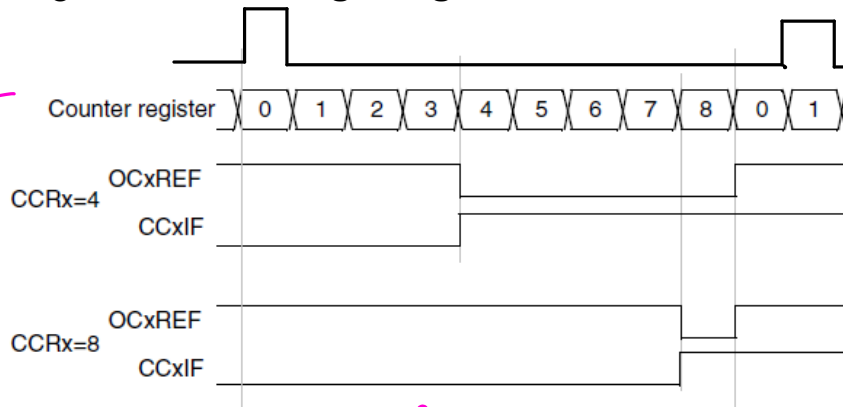 Counter register 0 1 2 3 4 5 6 7 8 0 1
OCxREF
CCRx=4
CCxIF
OCxREF
CCRx=8
CCxIF